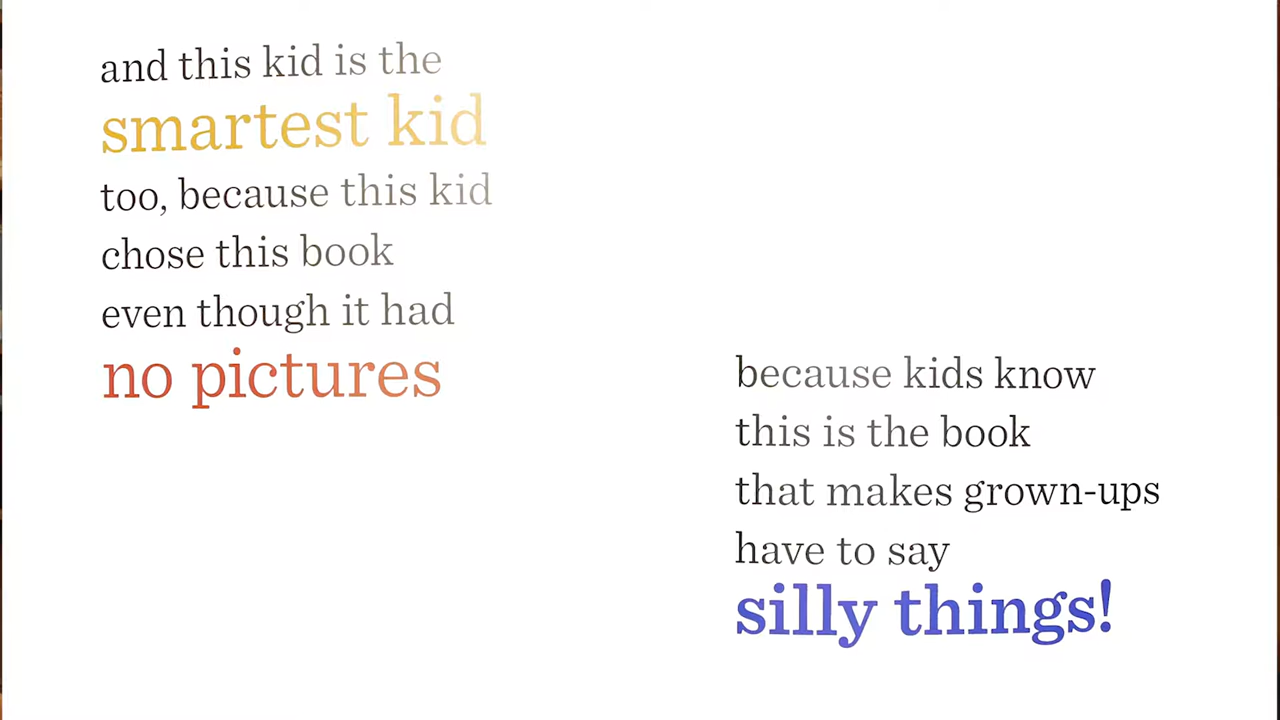 and this kid is the
smartest kid
too, because this kid
chose this book
even though it had
no pictures
because kids know
this is the book
that makes grown-ups
have to say
silly things!